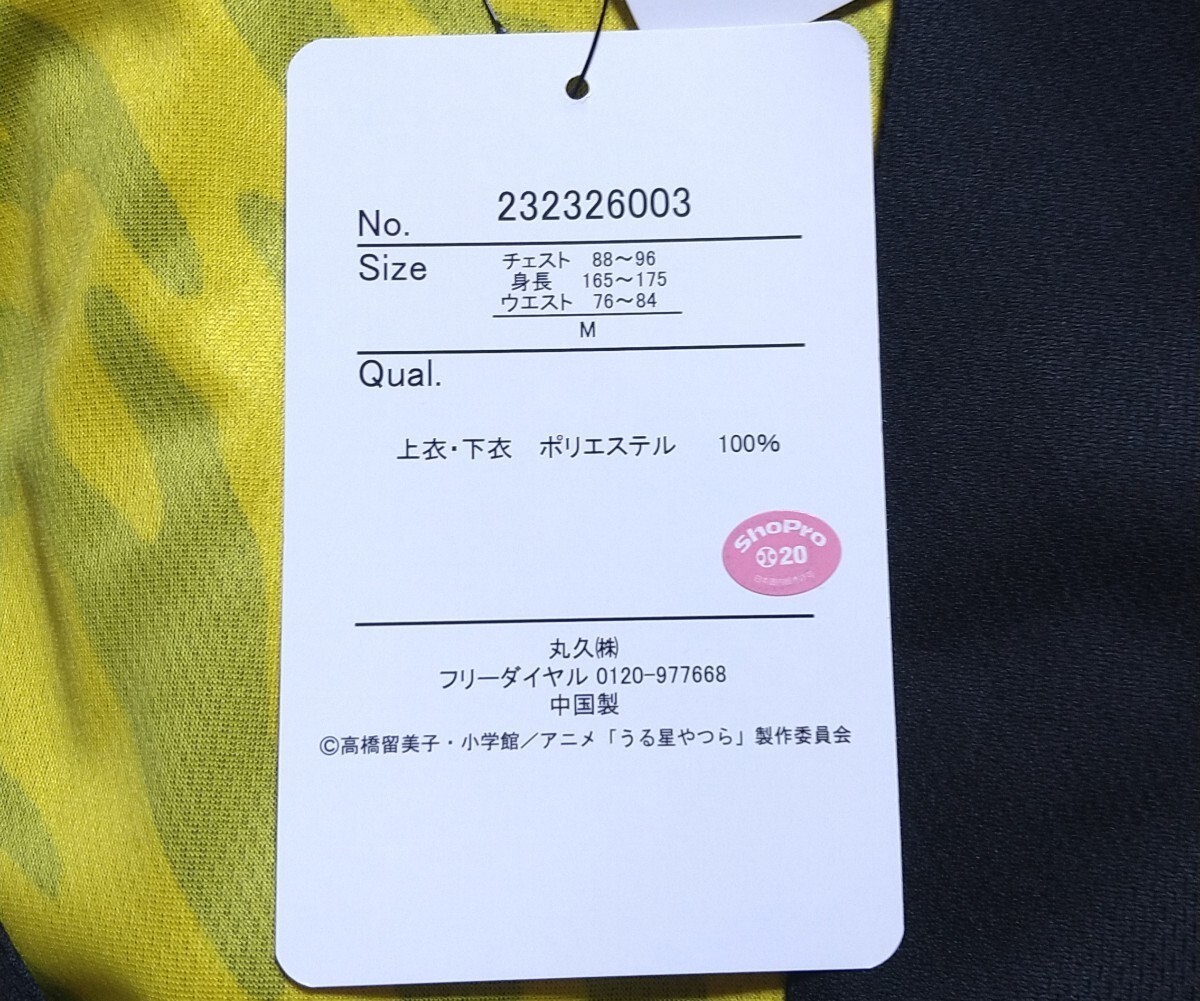 No. 232326003
Size
チェスト 88～96
身長 165～175
ウエスト 76～84
M
Qual.
上衣・下衣 ポリエステル 100%
ShoPro
20
丸久㈱
フリーダイヤル 0120-977668
中国製
©高橋留美子・小学館／アニメ「うる星やつら」製作委員会